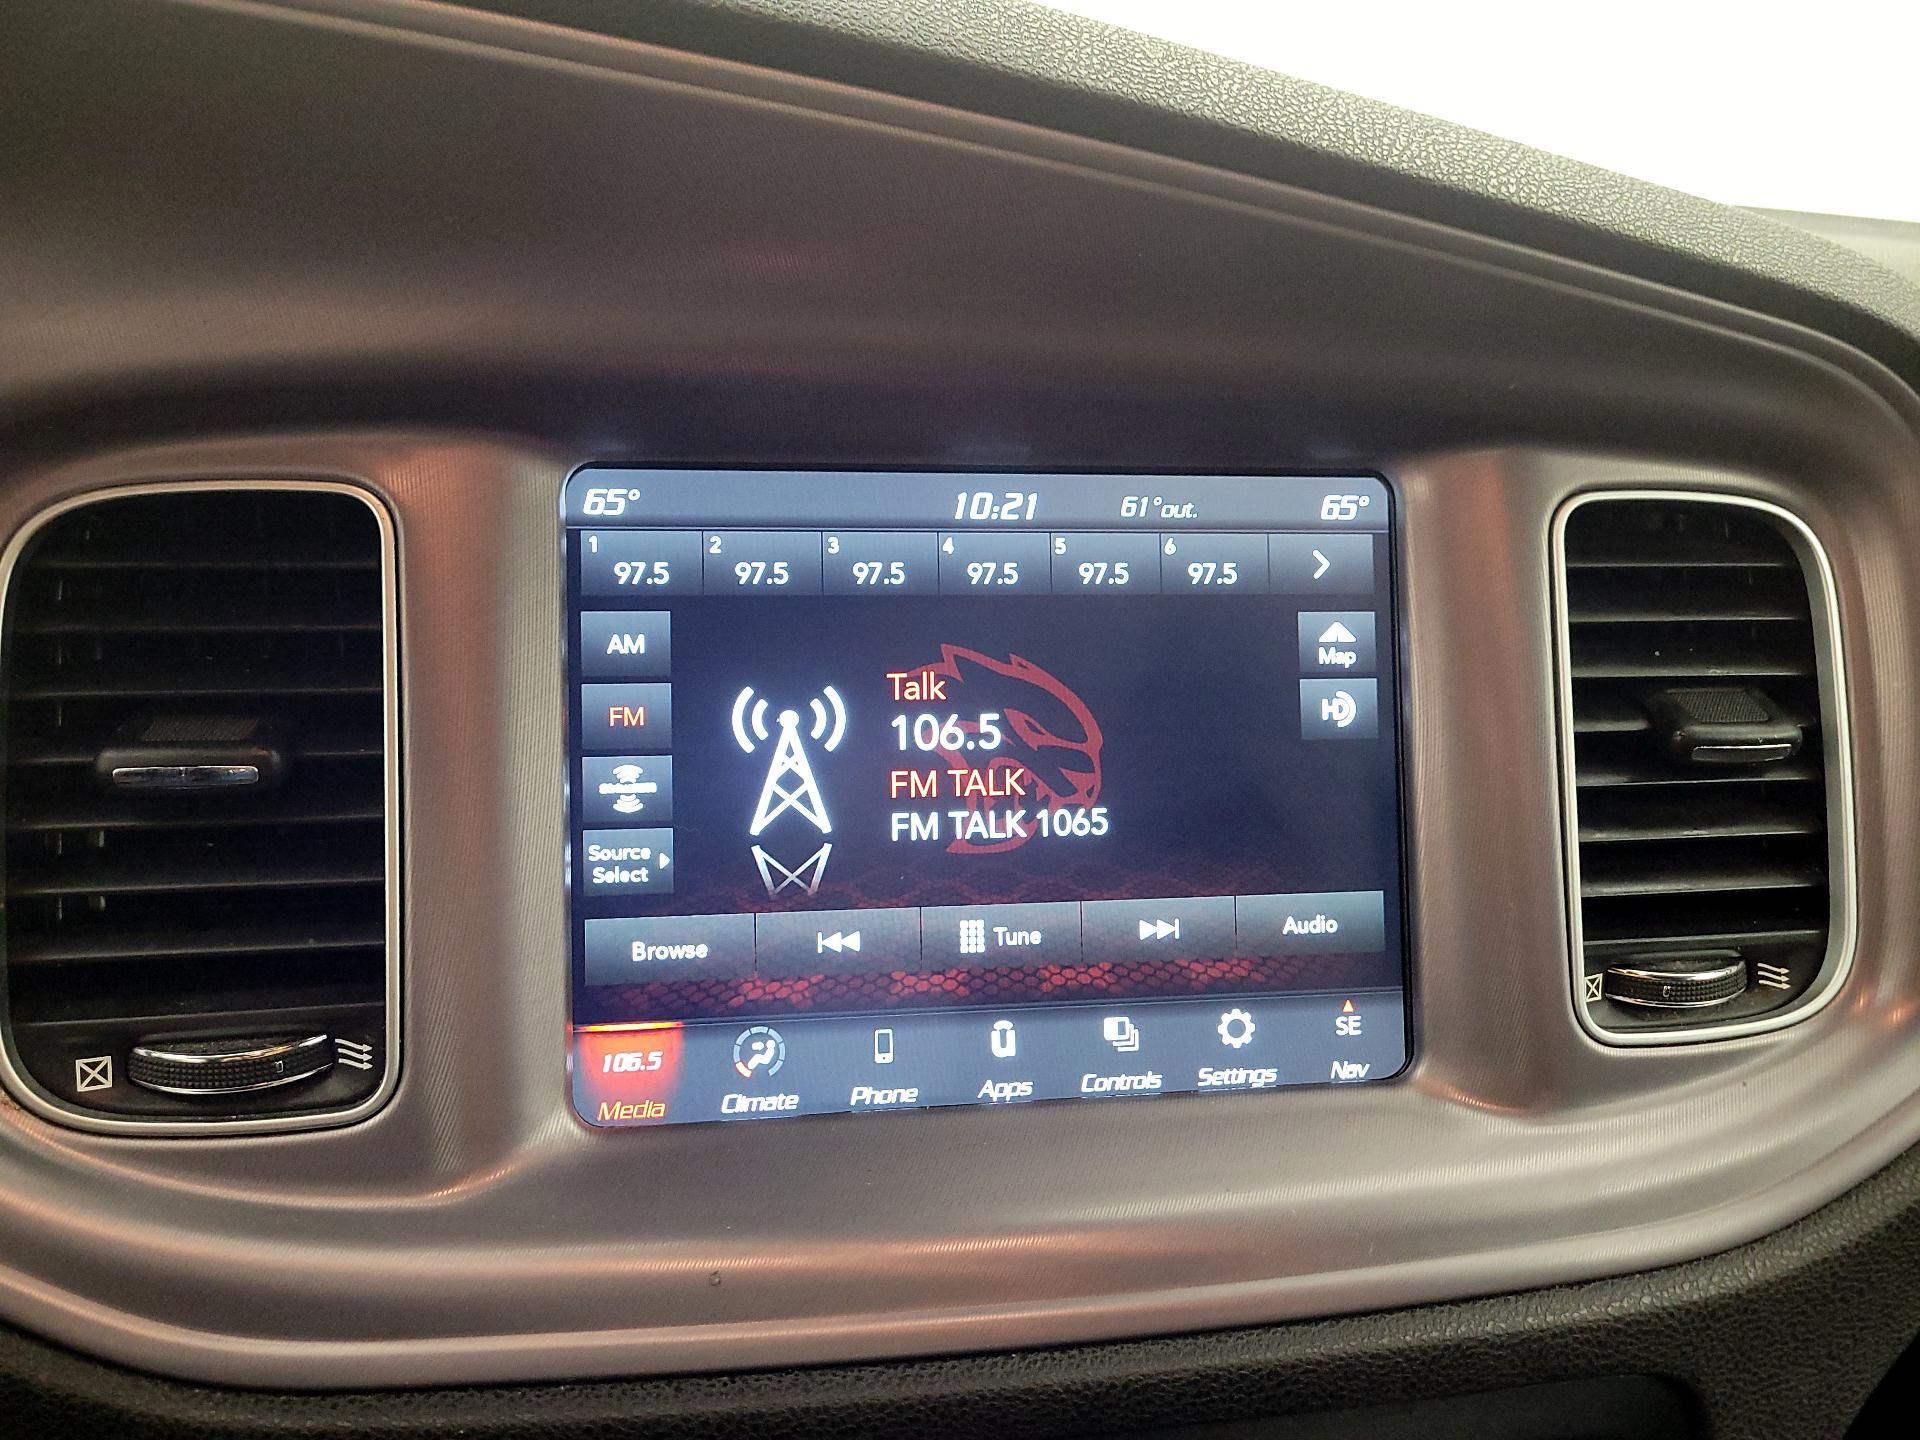 65° 10:21 61°out. 65°
1 2 3 4 5 6
97.5 97.5 97.5 97.5 97.5 97.5
AM
FM
Source
Select
Talk
106.5
FM TALK
FM TALK 1065
Map
HD
Browse Tune Audio
106.5 SE
Media Climate Phone Apps Controls Settings Nav